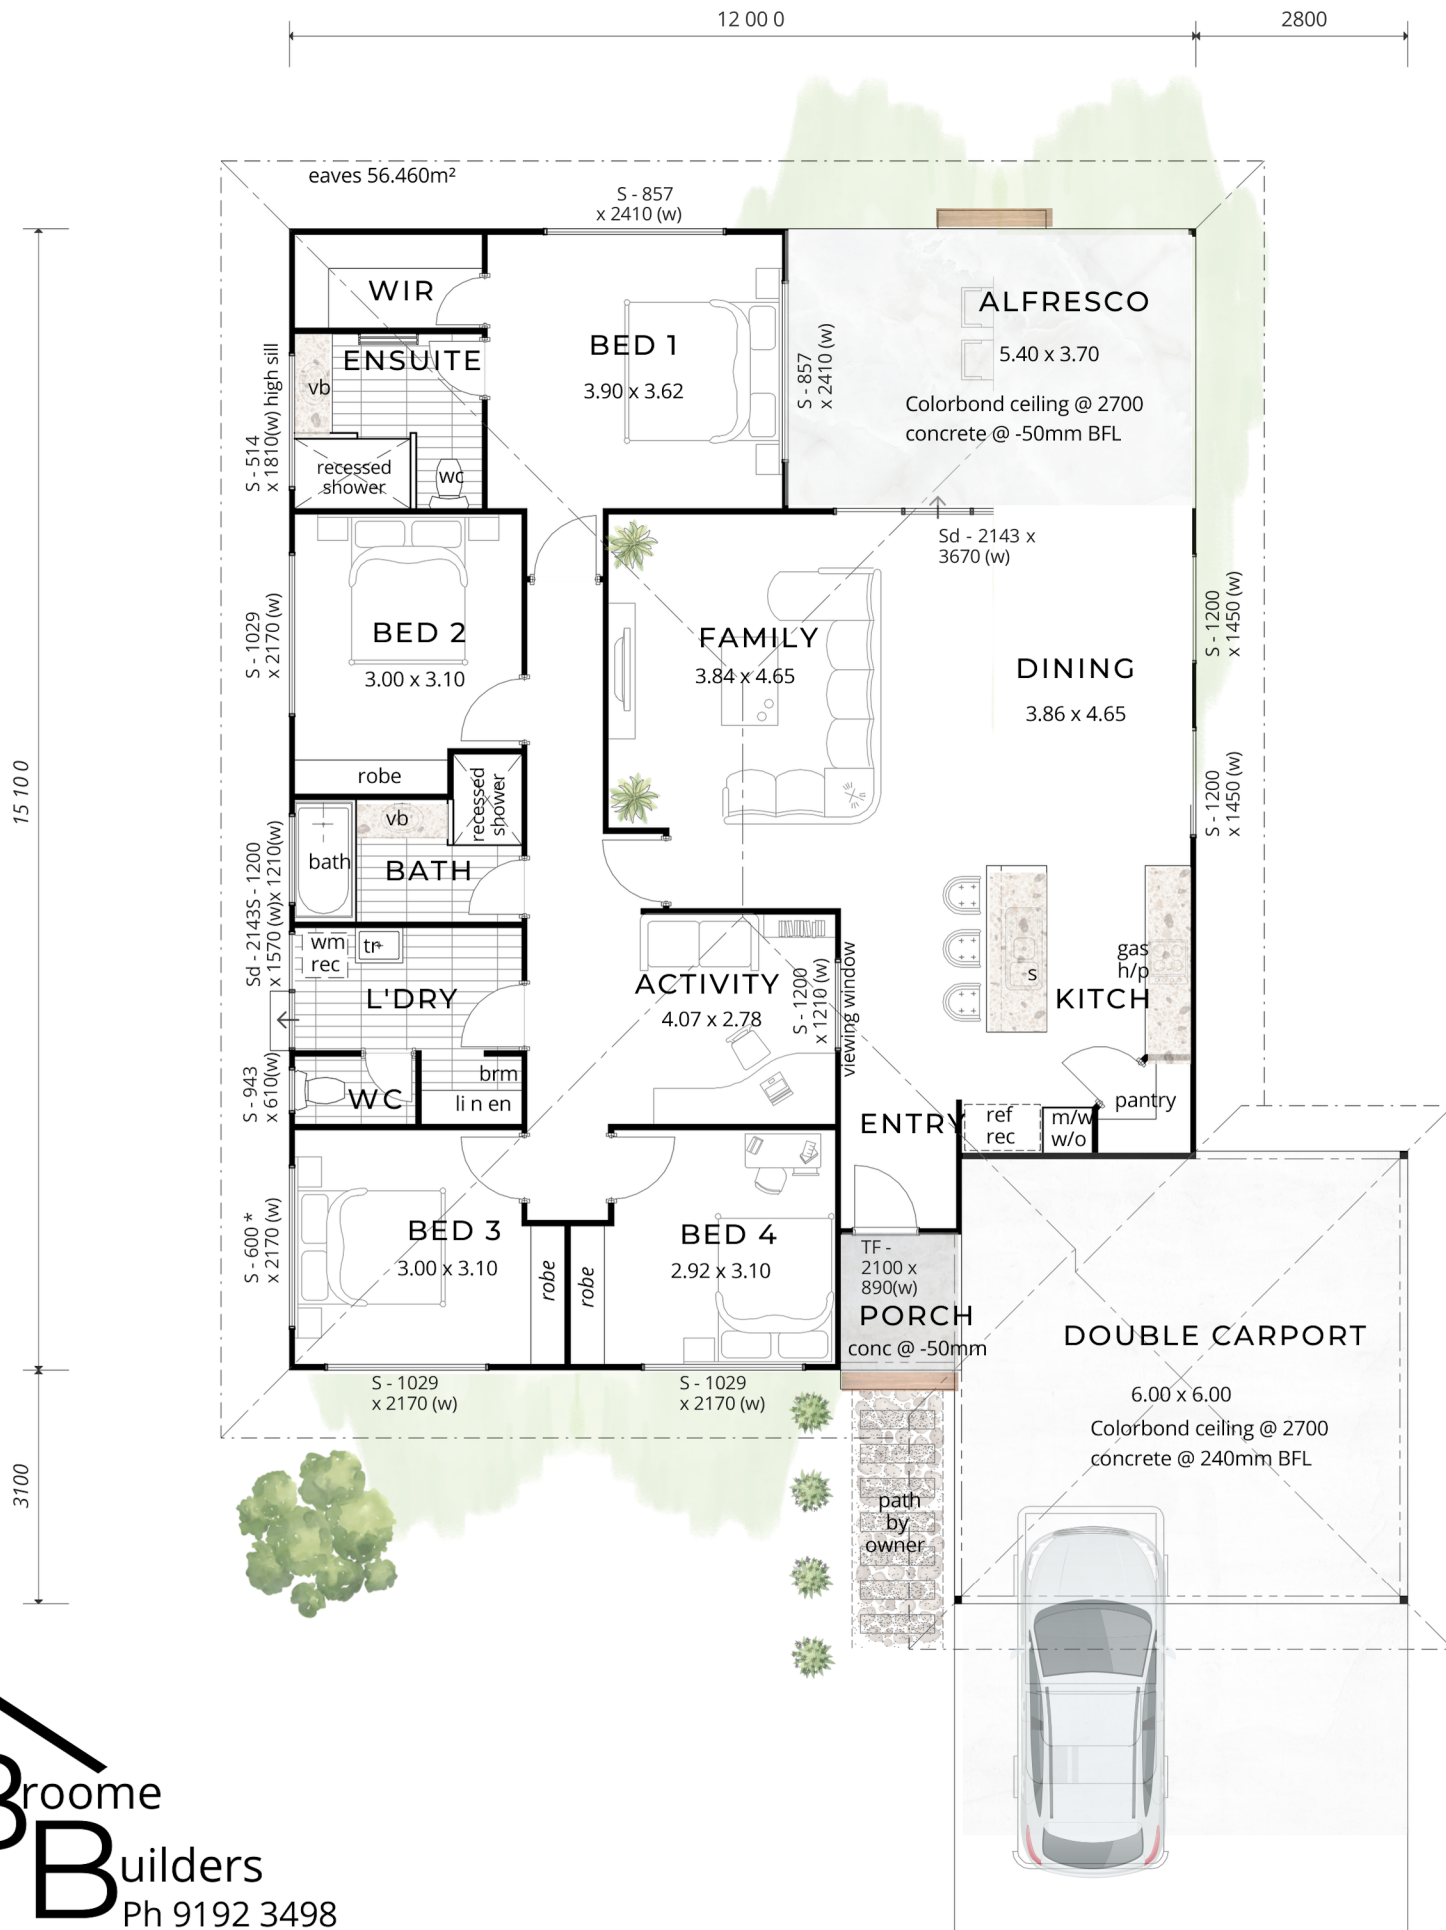 12 00 0
2800
eaves 56.460m²
S - 857
x 2410 (w)
WIR
BED 1
3.90 x 3.62
S - 857
x 2410 (w)
ALFRESCO
5.40 x 3.70
Colorbond ceiling @ 2700
concrete @ -50mm BFL
ENSUITE
vb
S - 514
x 1810(w) high sill
recessed
shower
wc
Sd - 2143 x
3670 (w)
BED 2
3.00 x 3.10
S - 1029
x 2170 (w)
FAMILY
3.84 x 4.65
DINING
3.86 x 4.65
S - 1200
x 1450 (w)
S - 1200
x 1450 (w)
15 10 0
robe
recessed
shower
vb
bath
BATH
S - 1200
x 1210(w)
Sd - 2143
x 1570 (w)
wm
rec
tr
L'DRY
ACTIVITY
4.07 x 2.78
S - 1200
x 1210 (w)
viewing window
s
gas
h/p
KITCH
S - 943
x 610(w)
WC
brm
li n en
ENTRY
ref
rec
m/w
w/o
pantry
S - 600 *
x 2170 (w)
BED 3
3.00 x 3.10
robe
robe
BED 4
2.92 x 3.10
TF -
2100 x
890(w)
PORCH
conc @ -50mm
DOUBLE CARPORT
6.00 x 6.00
Colorbond ceiling @ 2700
concrete @ 240mm BFL
S - 1029
x 2170 (w)
S - 1029
x 2170 (w)
3100
path
by
owner
Broome
Builders
Ph 9192 3498